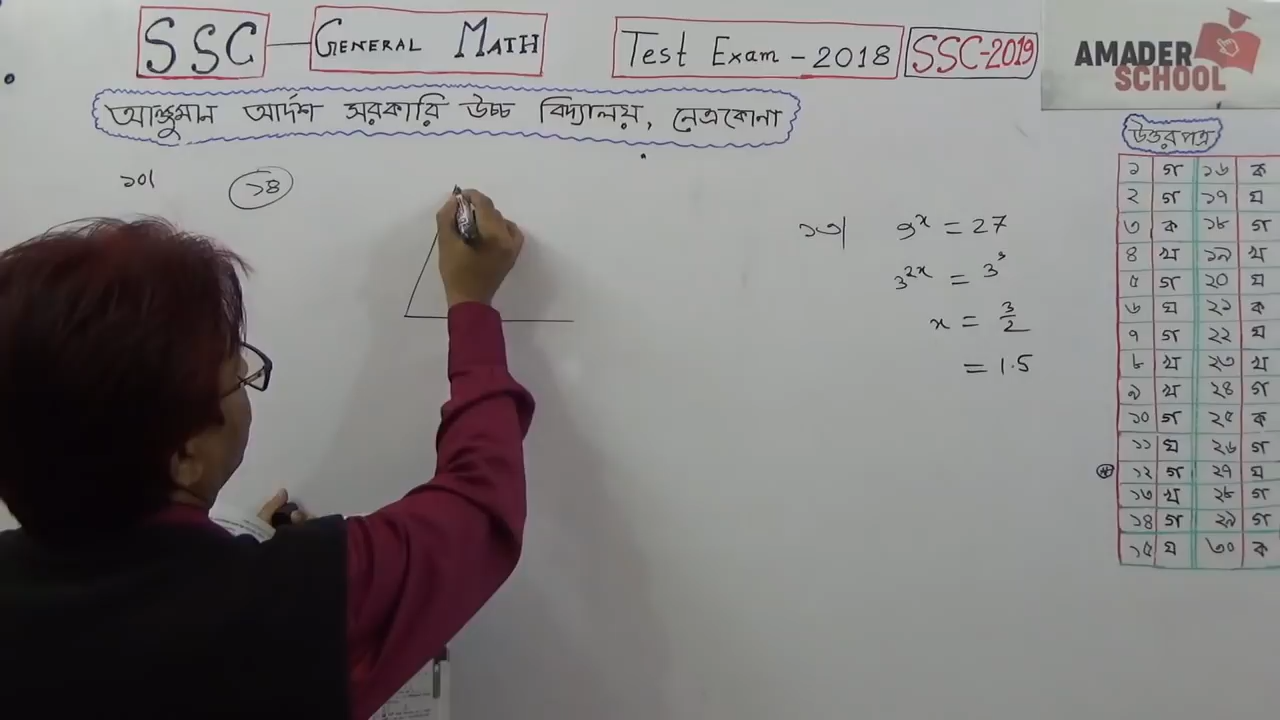 SSC — GENERAL MATH Test Exam - 2018 SSC-2019
AMADER SCHOOL
আঞ্জুমান আর্দশ সরকারি উচ্চ বিদ্যালয়, নেত্রকোনা
১০। ১৪
১৩| 9^x = 27
3^2x = 3^3
x = 3/2
= 1.5
উত্তরপত্র
১ গ ১৬ ক
২ গ ১৭ ঘ
৩ ক ১৮ গ
৪ খ ১৯ খ
৫ গ ২০ ঘ
৬ ঘ ২১ ক
৭ গ ২২ ঘ
৮ খ ২৩ খ
৯ খ ২৪ গ
১০ গ ২৫ ক
১১ ঘ ২৬ গ
১২ গ ২৭ ঘ
১৩ খ ২৮ গ
১৪ গ ২৯ গ
১৫ ঘ ৩০ ক